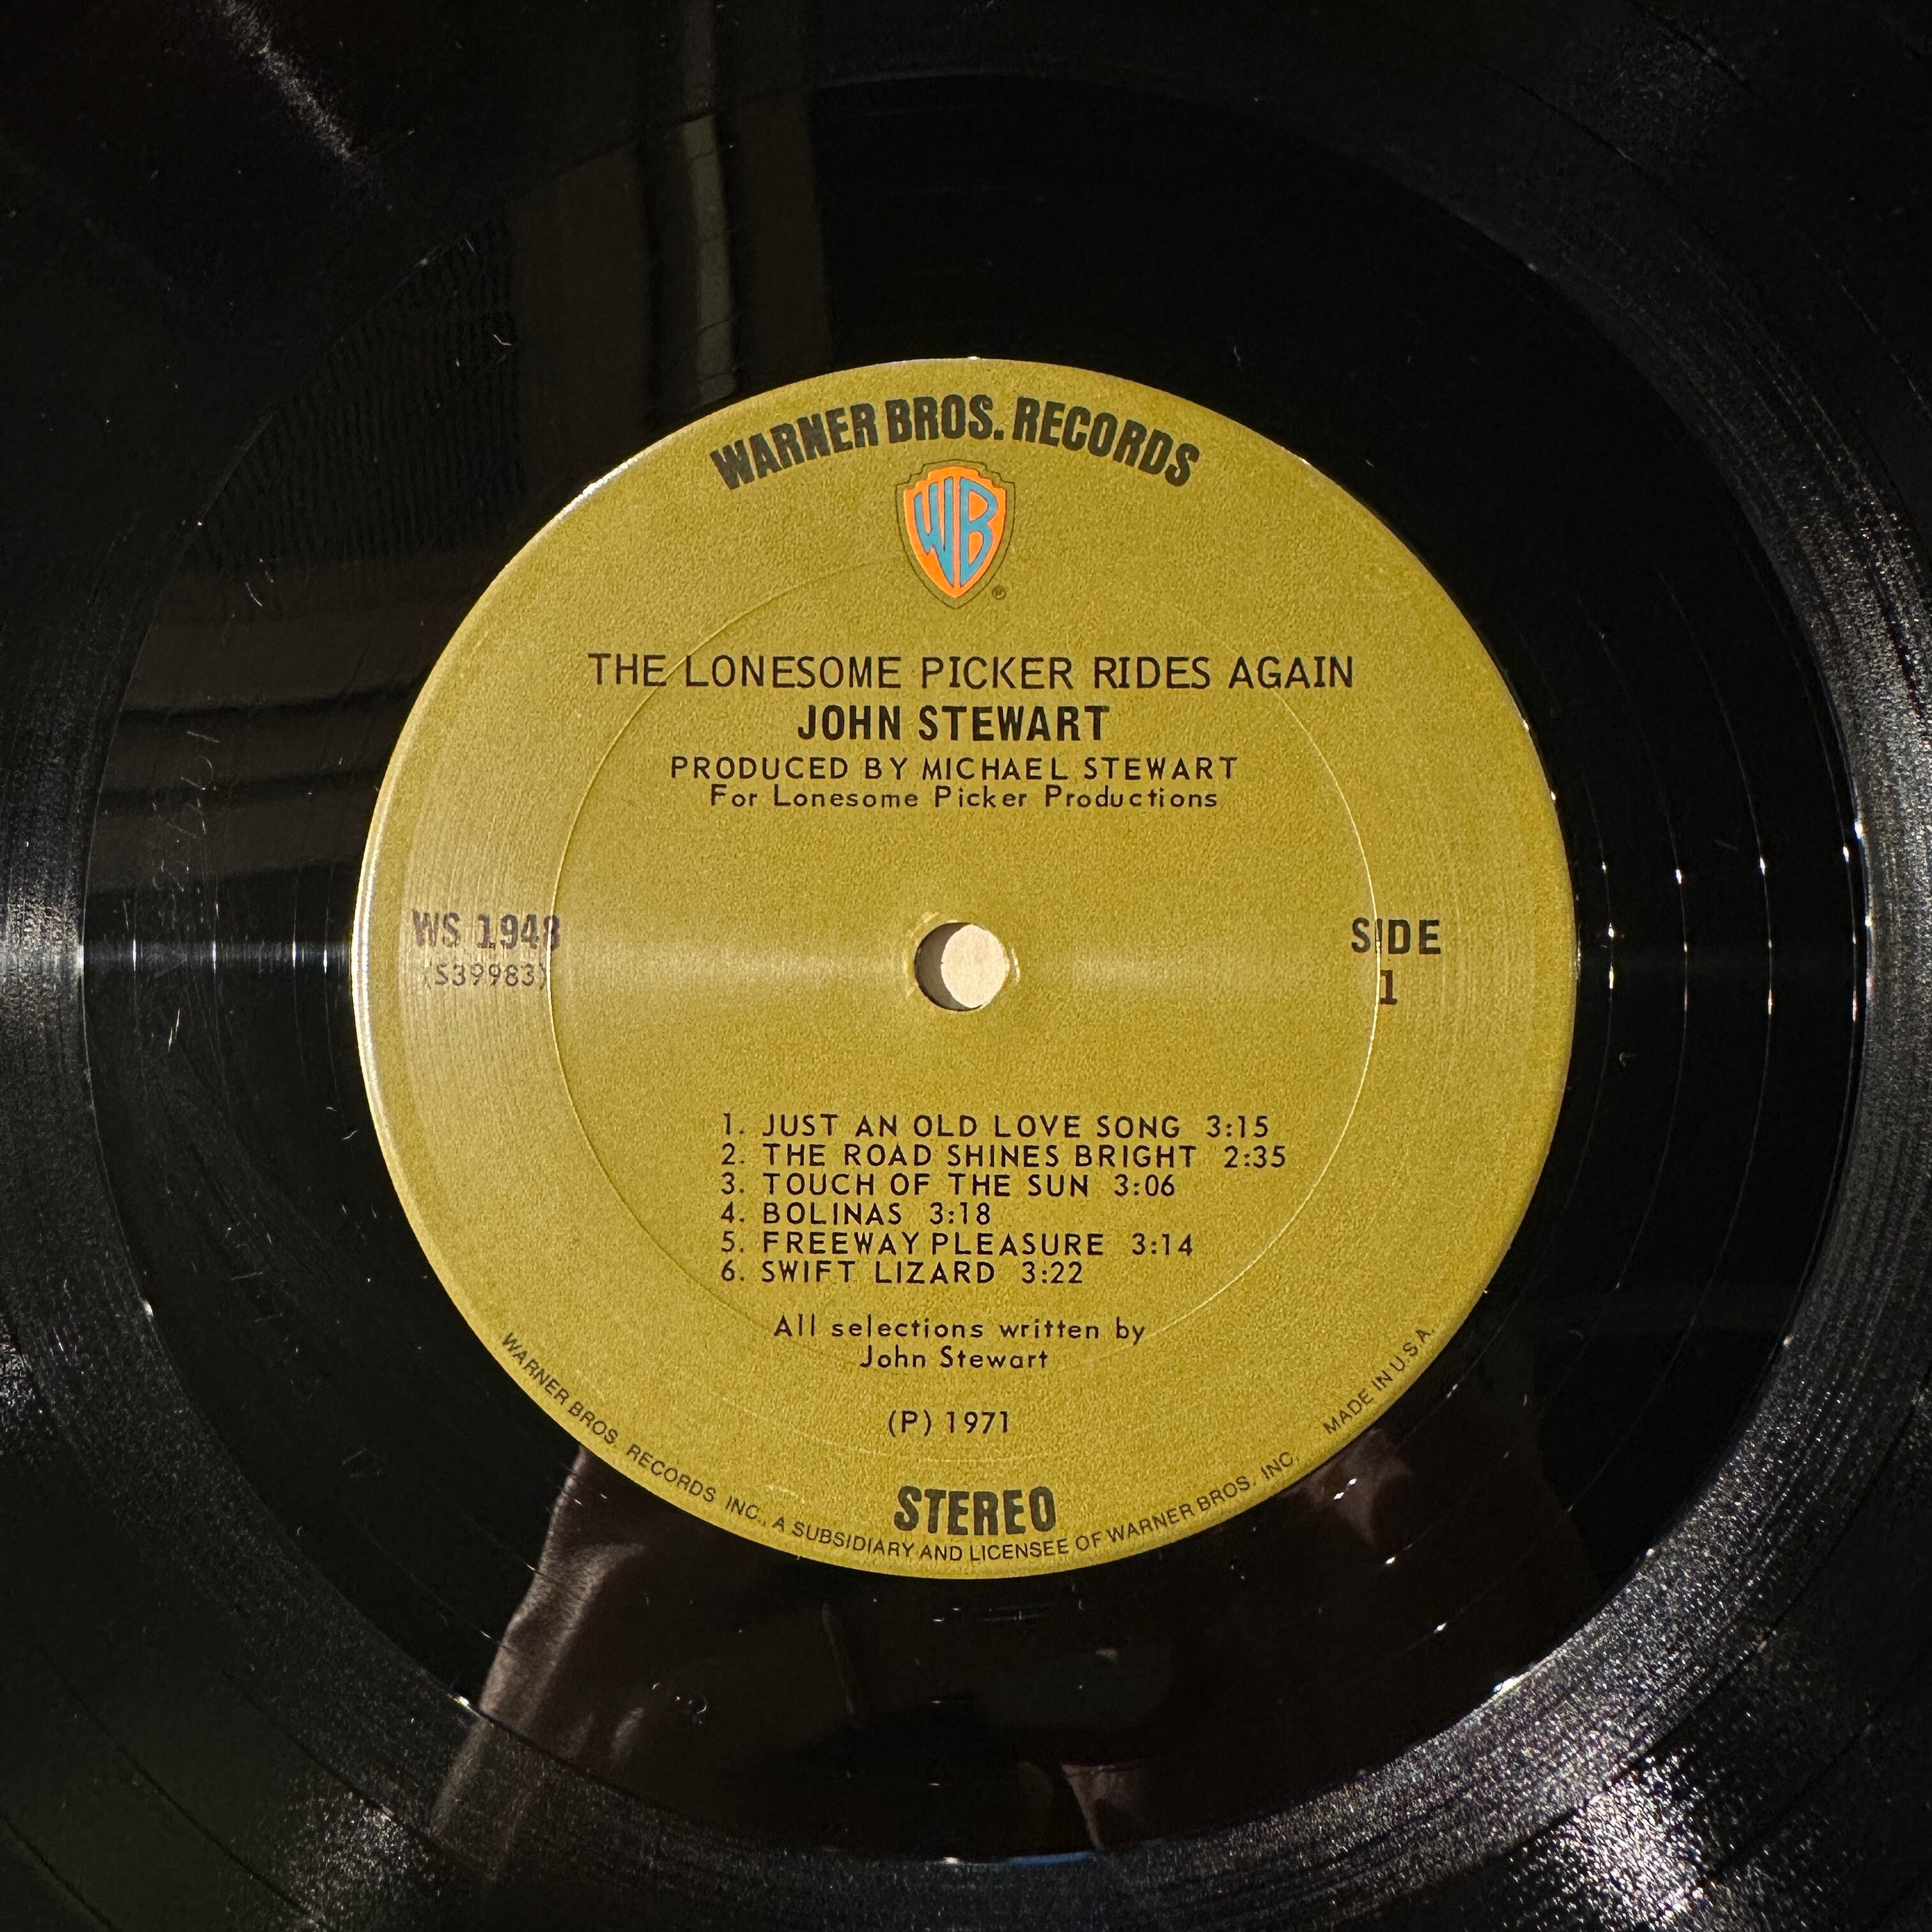 WARNER BROS. RECORDS
WB
®
THE LONESOME PICKER RIDES AGAIN
JOHN STEWART
PRODUCED BY MICHAEL STEWART
For Lonesome Picker Productions
WS 1948
(S39983)
SIDE
1
1. JUST AN OLD LOVE SONG 3:15
2. THE ROAD SHINES BRIGHT 2:35
3. TOUCH OF THE SUN 3:06
4. BOLINAS 3:18
5. FREEWAY PLEASURE 3:14
6. SWIFT LIZARD 3:22
All selections written by
John Stewart
(P) 1971
STEREO
WARNER BROS. RECORDS INC., A SUBSIDIARY AND LICENSEE OF WARNER BROS. INC. MADE IN U.S.A.